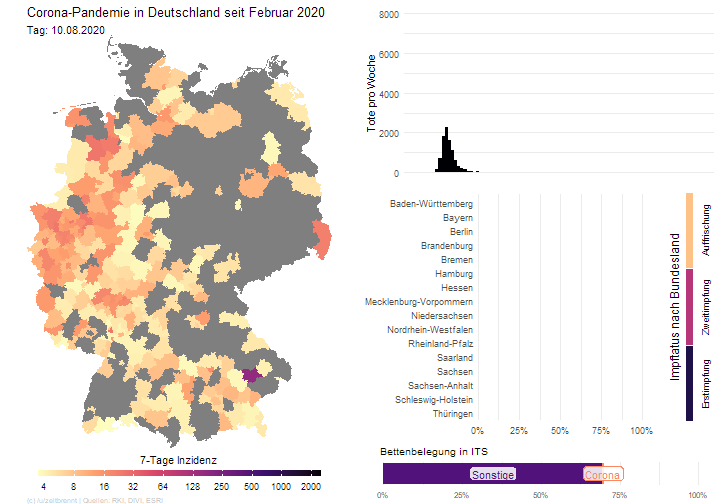 Corona-Pandemie in Deutschland seit Februar 2020
Tag: 10.08.2020
7-Tage Inzidenz
4 8 16 32 64 125 250 500 1000 2000
Quellen: RKI, DIVI, ESRI
Tote pro Woche
8000
6000
4000
2000
0
Baden-Württemberg
Bayern
Berlin
Brandenburg
Bremen
Hamburg
Hessen
Mecklenburg-Vorpommern
Niedersachsen
Nordrhein-Westfalen
Rheinland-Pfalz
Saarland
Sachsen
Sachsen-Anhalt
Schleswig-Holstein
Thüringen
0% 25% 50% 75% 100%
Impfstatus nach Bundesland
Auffrischung
Zweitimpfung
Erstimpfung
Bettenbelegung in ITS
Sonstige
Corona
0% 25% 50% 75% 100%